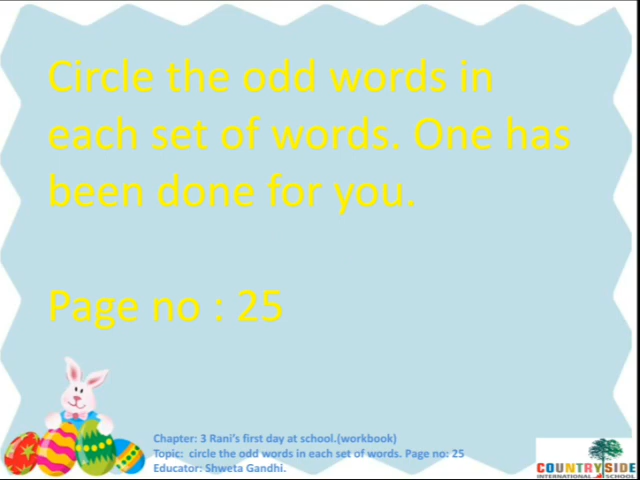 Circle the odd words in
each set of words. One has
been done for you.
Page no : 25
Chapter: 3 Rani's first day at school.(workbook)
Topic: circle the odd words in each set of words. Page no: 25
Educator: Shweta Gandhi.
COUNTRYSIDE
INTERNATIONAL SCHOOL